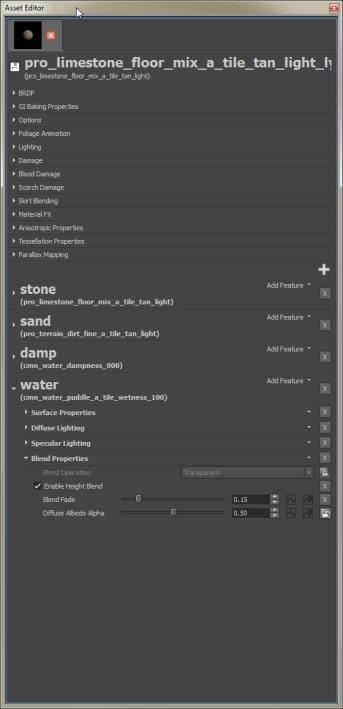 Asset Editor
pro_limestone_floor_mix_a_tile_tan_light_ly
(pro_limestone_floor_mix_a_tile_tan_light)
BRDF
GI Baking Properties
Options
Foliage Animation
Lighting
Damage
Blood Damage
Scorch Damage
Skirt Blending
Material FX
Anisotropic Properties
Tessellation Properties
Parallax Mapping
stone Add Feature X
(pro_limestone_floor_mix_a_tile_tan_light)
sand Add Feature X
(pro_terrain_dirt_fine_a_tile_tan_light)
damp Add Feature X
(cmn_water_dampness_000)
water Add Feature X
(cmn_water_puddle_a_tile_wetness_100)
Surface Properties X
Diffuse Lighting X
Specular Lighting X
Blend Properties X
Blend Operation Transparent
Enable Height Blend X
Blend Fade 0.15 X
Diffuse Albedo Alpha 0.50